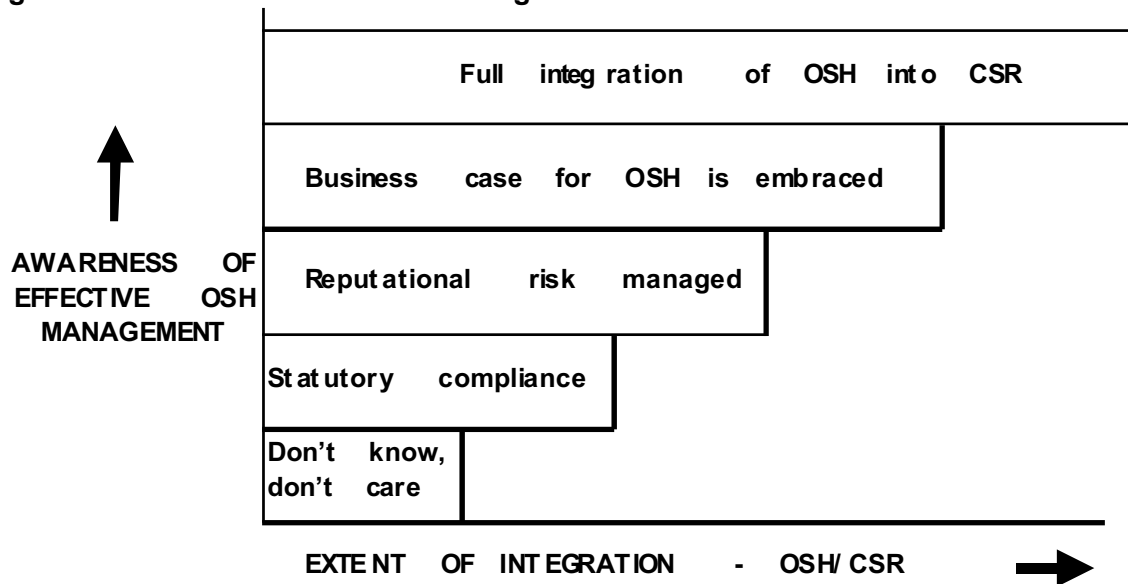 Full integration of OSH into CSR
Business case for OSH is embraced
AWARENESS OF
EFFECTIVE OSH
MANAGEMENT
Reputational risk managed
Statutory compliance
Don't know,
don't care
EXTENT OF INTEGRATION - OSH/ CSR